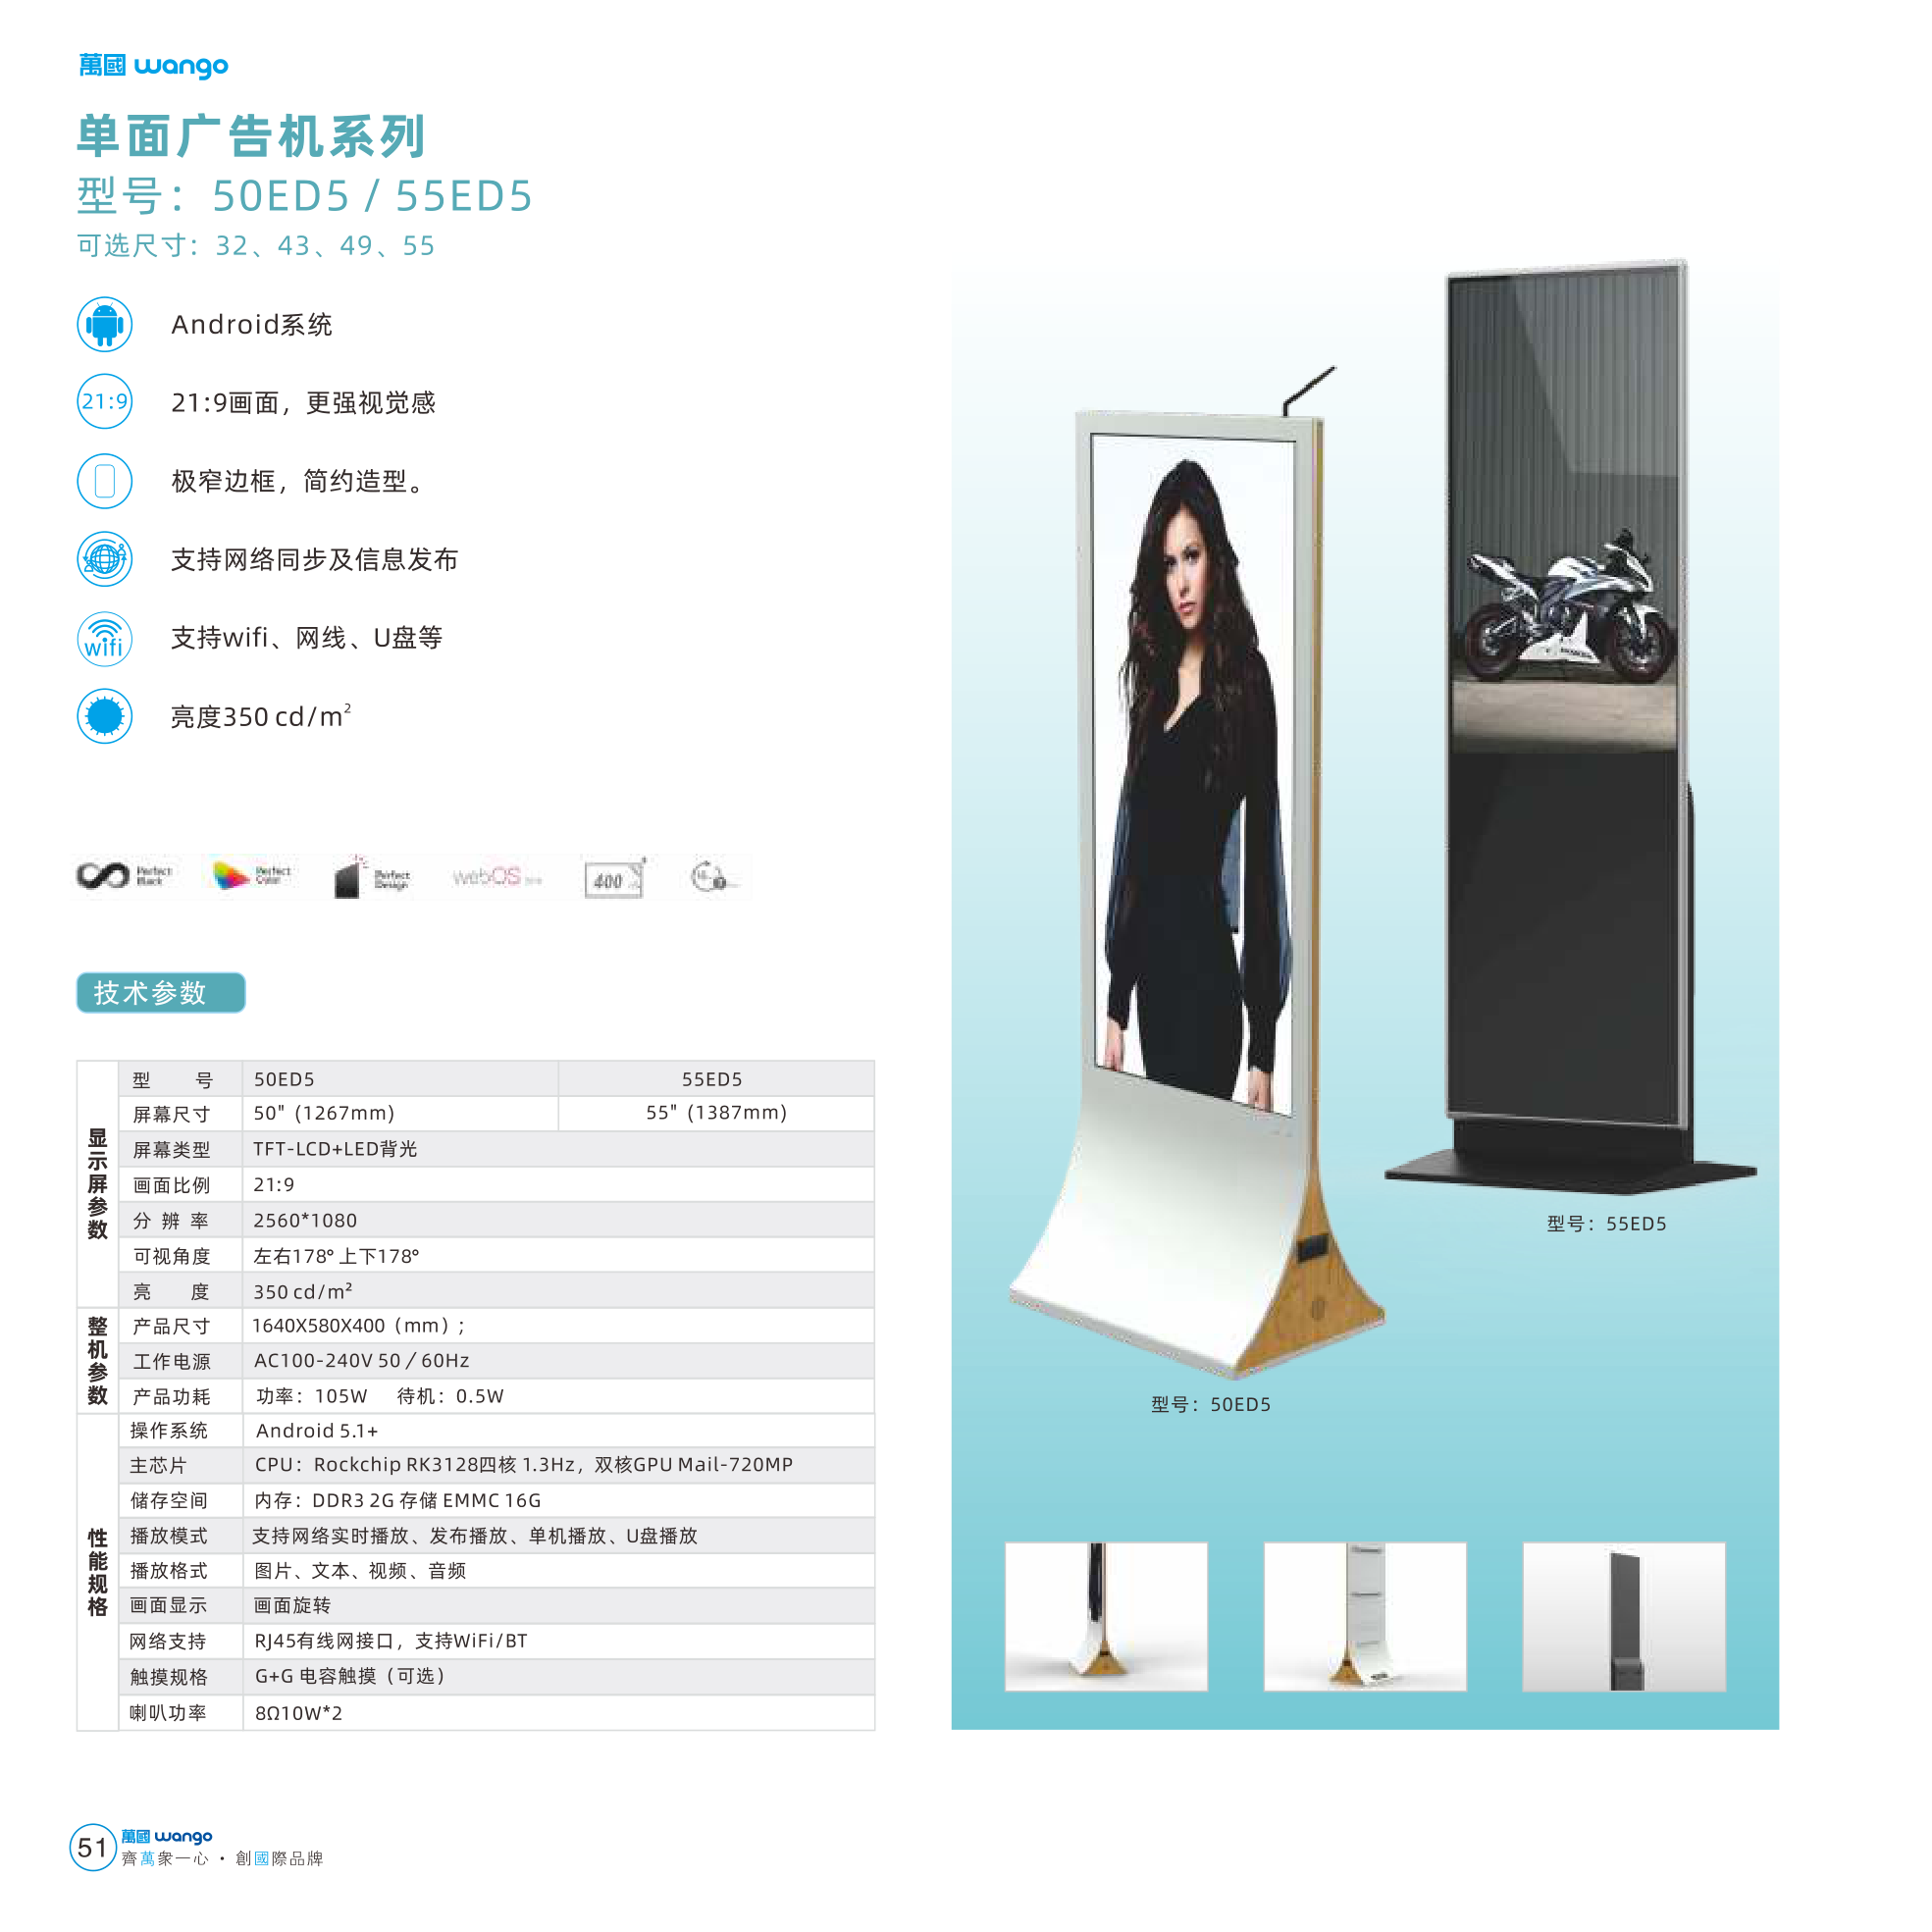 萬國 wango
单面广告机系列
型号：50ED5 / 55ED5
可选尺寸：32、43、49、55
Android系统
21:9
21:9画面，更强视觉感
极窄边框，简约造型。
支持网络同步及信息发布
wifi
支持wifi、网线、U盘等
亮度350 cd/m²
Perfect Black
Perfect Color
Perfect Design
webOS
400
技术参数
显示屏参数
型 号 50ED5 55ED5
屏幕尺寸 50" (1267mm) 55" (1387mm)
屏幕类型 TFT-LCD+LED背光
画面比例 21:9
分 辨 率 2560*1080
可视角度 左右178° 上下178°
亮 度 350 cd/m²
整机参数
产品尺寸 1640X580X400（mm）;
工作电源 AC100-240V 50／60Hz
产品功耗 功率：105W 待机：0.5W
性能规格
操作系统 Android 5.1+
主芯片 CPU：Rockchip RK3128四核 1.3Hz，双核GPU Mail-720MP
储存空间 内存：DDR3 2G 存储 EMMC 16G
播放模式 支持网络实时播放、发布播放、单机播放、U盘播放
播放格式 图片、文本、视频、音频
画面显示 画面旋转
网络支持 RJ45有线网接口，支持WiFi/BT
触摸规格 G+G 电容触摸（可选）
喇叭功率 8Ω10W*2
型号：55ED5
型号：50ED5
51
萬國 wango
齊萬衆一心 · 創國際品牌